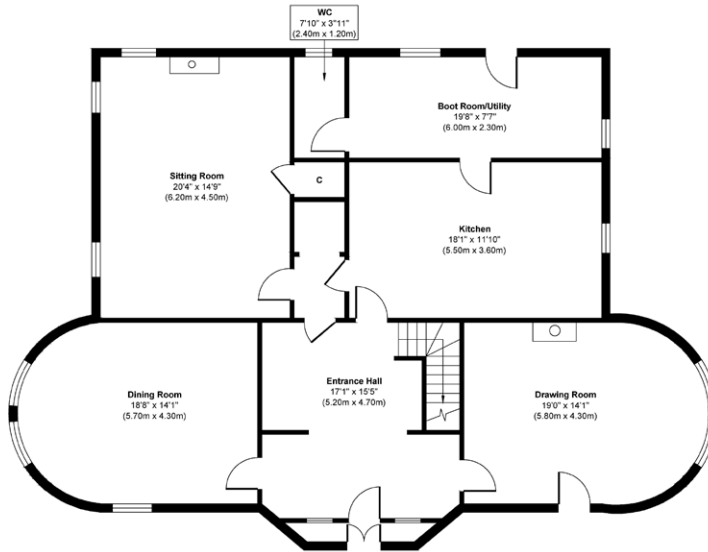 WC
7'10" x 3'11"
(2.40m x 1.20m)
Boot Room/Utility
19'8" x 7'7"
(6.00m x 2.30m)
Sitting Room
20'4" x 14'9"
(6.20m x 4.50m)
C
Kitchen
18'1" x 11'10"
(5.50m x 3.60m)
Dining Room
18'8" x 14'1"
(5.70m x 4.30m)
Entrance Hall
17'1" x 15'5"
(5.20m x 4.70m)
Drawing Room
19'0" x 14'1"
(5.80m x 4.30m)